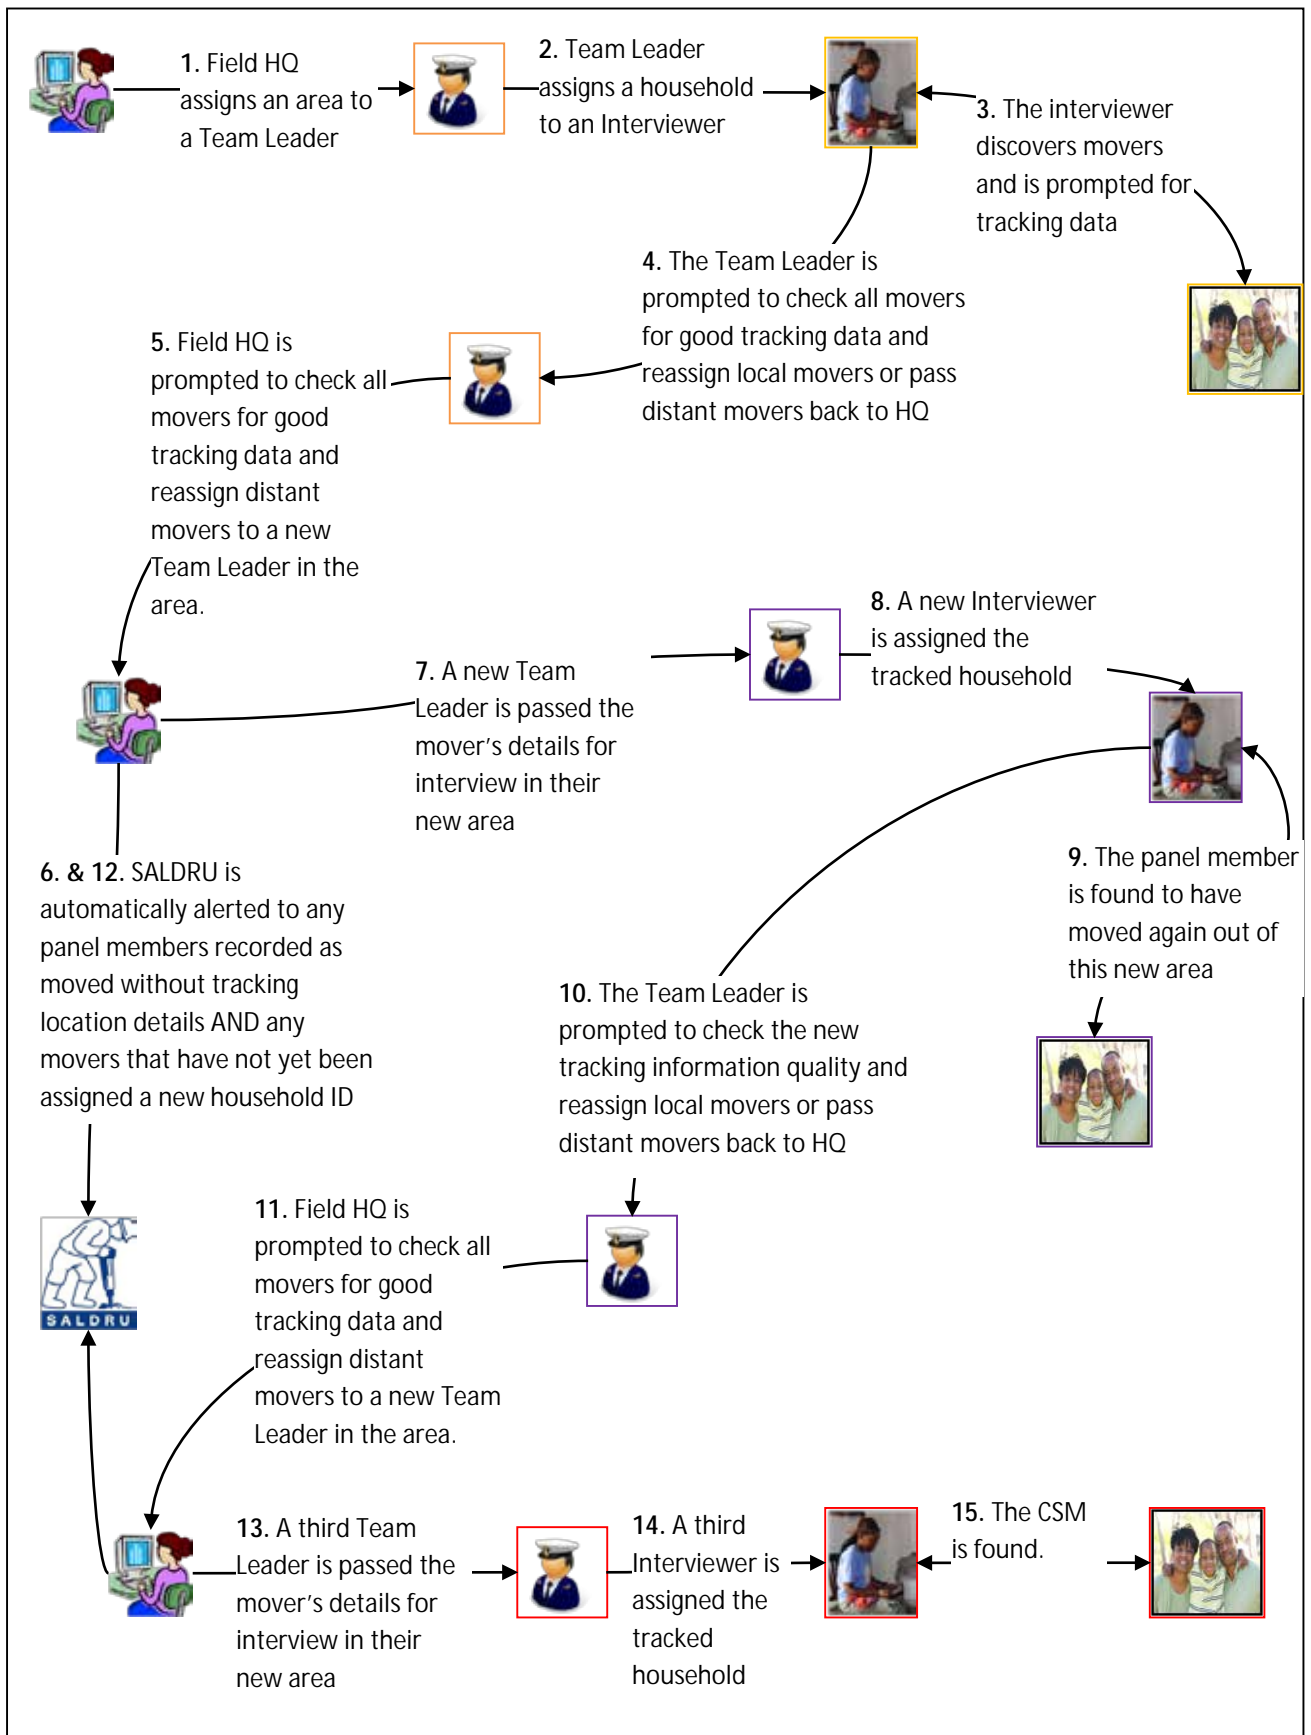 1. Field HQ
assigns an area to
a Team Leader
2. Team Leader
assigns a household
to an Interviewer
3. The interviewer
discovers movers
and is prompted for
tracking data
4. The Team Leader is
prompted to check all movers
for good tracking data and
reassign local movers or pass
distant movers back to HQ
5. Field HQ is
prompted to check all
movers for good
tracking data and
reassign distant
movers to a new
Team Leader in the
area.
6. & 12. SALDRU is
automatically alerted to any
panel members recorded as
moved without tracking
location details AND any
movers that have not yet been
assigned a new household ID
7. A new Team
Leader is passed the
mover's details for
interview in their
new area
8. A new Interviewer
is assigned the
tracked household
9. The panel member
is found to have
moved again out of
this new area
10. The Team Leader is
prompted to check the new
tracking information quality and
reassign local movers or pass
distant movers back to HQ
SALDRU
11. Field HQ is
prompted to check all
movers for good
tracking data and
reassign distant
movers to a new Team
Leader in the area.
13. A third Team
Leader is passed the
mover's details for
interview in their
new area
14. A third
Interviewer is
assigned the
tracked
household
15. The CSM
is found.